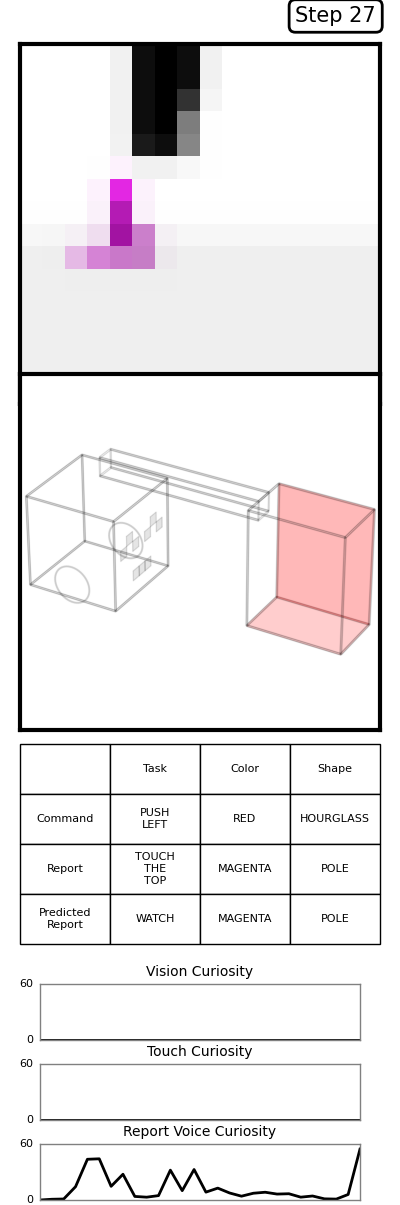 Step 27
Task Color Shape
Command PUSH LEFT RED HOURGLASS
Report TOUCH THE TOP MAGENTA POLE
Predicted Report WATCH MAGENTA POLE
Vision Curiosity
60
0
Touch Curiosity
60
0
Report Voice Curiosity
60
0